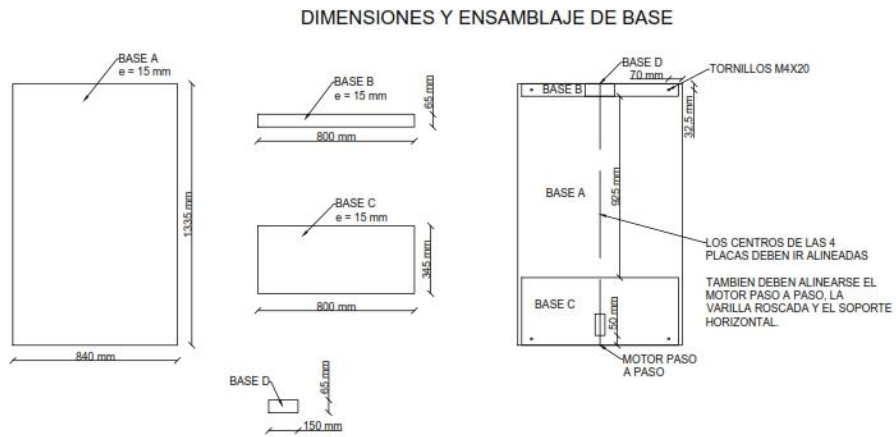 DIMENSIONES Y ENSAMBLAJE DE BASE
BASE A
e = 15 mm
1335 mm
840 mm
BASE B
e = 15 mm
65 mm
800 mm
BASE C
e = 15 mm
345 mm
800 mm
BASE D
65 mm
150 mm
BASE D
70 mm
TORNILLOS M4X20
BASE B
32.5 mm
925 mm
BASE A
LOS CENTROS DE LAS 4
PLACAS DEBEN IR ALINEADAS
TAMBIEN DEBEN ALINEARSE EL
MOTOR PASO A PASO, LA
VARILLA ROSCADA Y EL SOPORTE
HORIZONTAL.
BASE C
50 mm
MOTOR PASO
A PASO